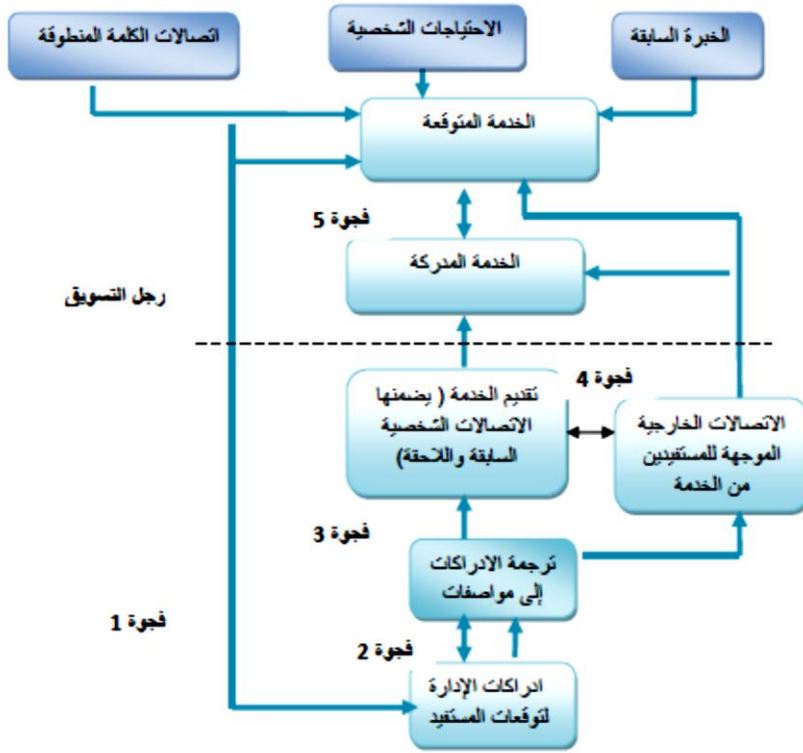 الخبرة السابقة
الاحتياجات الشخصية
اتصالات الكلمة المنطوقة
الخدمة المتوقعة
فجوة 5
الخدمة المدركة
رجل التسويق
تقديم الخدمة ( بضمنها
الاتصالات الشخصية
السابقة واللاحقة)
فجوة 4
الاتصالات الخارجية
الموجهة للمستفيدين
من الخدمة
فجوة 3
ترجمة الادراكات
إلى مواصفات
فجوة 1
فجوة 2
ادراكات الإدارة
لتوقعات المستفيد